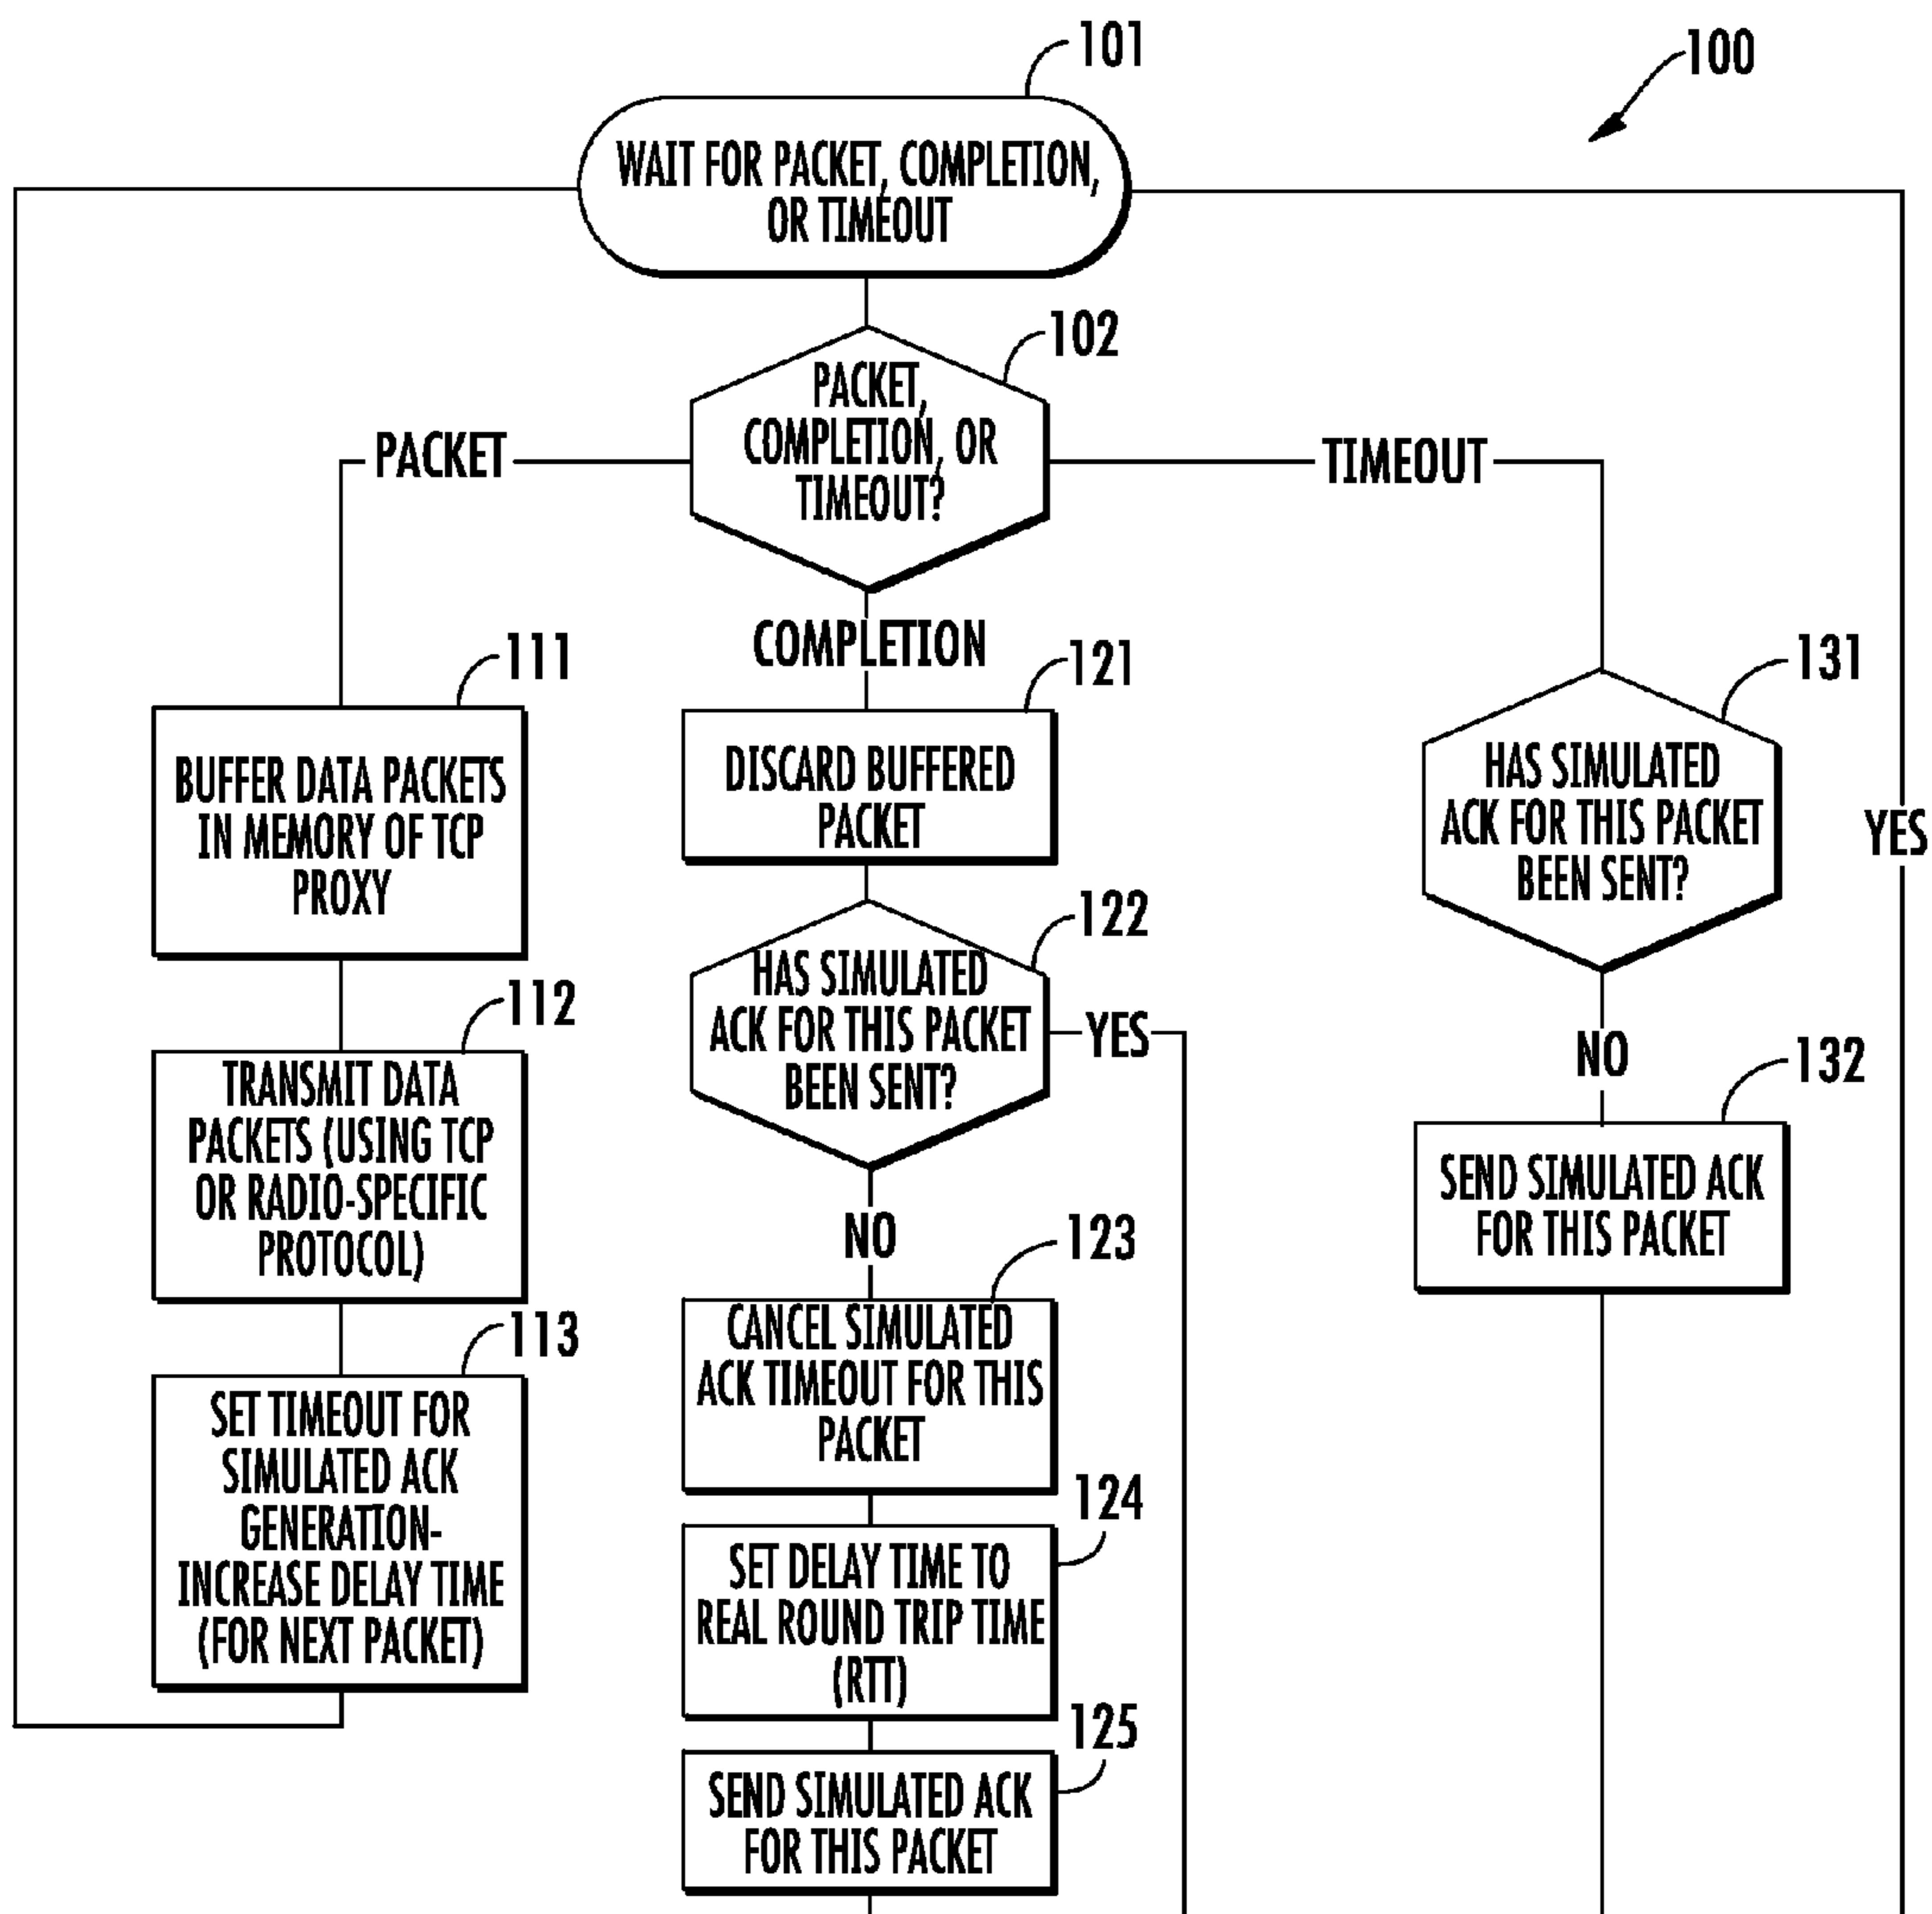 101
100
WAIT FOR PACKET, COMPLETION,
OR TIMEOUT
102
PACKET,
COMPLETION, OR
TIMEOUT?
PACKET
TIMEOUT
COMPLETION
111
BUFFER DATA PACKETS
IN MEMORY OF TCP
PROXY
112
TRANSMIT DATA
PACKETS (USING TCP
OR RADIO-SPECIFIC
PROTOCOL)
113
SET TIMEOUT FOR
SIMULATED ACK
GENERATION-
INCREASE DELAY TIME
(FOR NEXT PACKET)
121
DISCARD BUFFERED
PACKET
122
HAS SIMULATED
ACK FOR THIS PACKET
BEEN SENT?
YES
NO
123
CANCEL SIMULATED
ACK TIMEOUT FOR THIS
PACKET
124
SET DELAY TIME TO
REAL ROUND TRIP TIME
(RTT)
125
SEND SIMULATED ACK
FOR THIS PACKET
131
HAS SIMULATED
ACK FOR THIS PACKET
BEEN SENT?
YES
NO
132
SEND SIMULATED ACK
FOR THIS PACKET